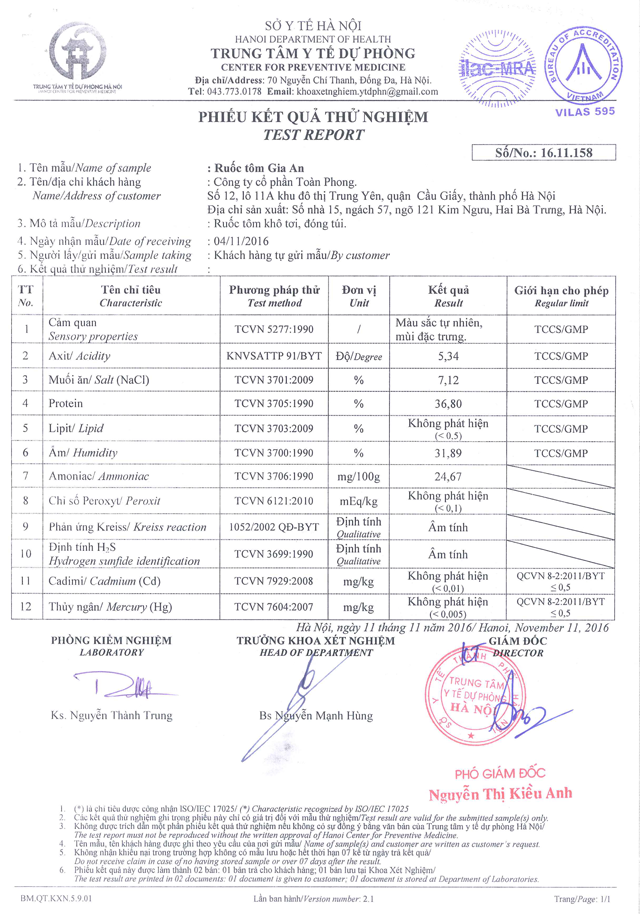 SỞ Y TẾ HÀ NỘI
HANOI DEPARTMENT OF HEALTH
TRUNG TÂM Y TẾ DỰ PHÒNG
CENTER FOR PREVENTIVE MEDICINE
Địa chỉ/Address: 70 Nguyễn Chí Thanh, Đống Đa, Hà Nội.
Tel: 043.773.0178 Email: khoaxetnghiem.ytdphn@gmail.com
TRUNG TÂM Y TẾ DỰ PHÒNG HÀ NỘI
HANOI CENTER FOR PREVENTIVE MEDICINE
ilac-MRA
BUREAU OF ACCREDITATION
VIETNAM
VILAS 595
PHIẾU KẾT QUẢ THỬ NGHIỆM
TEST REPORT
Số/No.: 16.11.158
1. Tên mẫu/Name of sample : Ruốc tôm Gia An
2. Tên/địa chỉ khách hàng : Công ty cổ phần Toàn Phong.
Name/Address of customer Số 12, lô 11A khu đô thị Trung Yên, quận Cầu Giấy, thành phố Hà Nội
Địa chỉ sản xuất: Số nhà 15, ngách 57, ngõ 121 Kim Ngưu, Hai Bà Trưng, Hà Nội.
3. Mô tả mẫu/Description : Ruốc tôm khô tơi, đóng túi.
4. Ngày nhận mẫu/Date of receiving : 04/11/2016
5. Người lấy/gửi mẫu/Sample taking : Khách hàng tự gửi mẫu/By customer
6. Kết quả thử nghiệm/Test result :
TT Tên chỉ tiêu Phương pháp thử Đơn vị Kết quả Giới hạn cho phép
No. Characteristic Test method Unit Result Regular limit
1 Cảm quan TCVN 5277:1990 / Màu sắc tự nhiên, TCCS/GMP
Sensory properties mùi đặc trưng.
2 Axit/ Acidity KNVSATTP 91/BYT Độ/Degree 5,34 TCCS/GMP
3 Muối ăn/ Salt (NaCl) TCVN 3701:2009 % 7,12 TCCS/GMP
4 Protein TCVN 3705:1990 % 36,80 TCCS/GMP
5 Lipit/ Lipid TCVN 3703:2009 % Không phát hiện TCCS/GMP
(< 0,5)
6 Ẩm/ Humidity TCVN 3700:1990 % 31,89 TCCS/GMP
7 Amoniac/ Ammoniac TCVN 3706:1990 mg/100g 24,67
8 Chỉ số Peroxyt/ Peroxit TCVN 6121:2010 mEq/kg Không phát hiện
(< 0,1)
9 Phản ứng Kreiss/ Kreiss reaction 1052/2002 QĐ-BYT Định tính Âm tính
Qualitative
10 Định tính H₂S TCVN 3699:1990 Định tính Âm tính
Hydrogen sunfide identification Qualitative
11 Cadimi/ Cadmium (Cd) TCVN 7929:2008 mg/kg Không phát hiện QCVN 8-2:2011/BYT
(< 0,01) ≤ 0,5
12 Thủy ngân/ Mercury (Hg) TCVN 7604:2007 mg/kg Không phát hiện QCVN 8-2:2011/BYT
(< 0,005) ≤ 0,5
Hà Nội, ngày 11 tháng 11 năm 2016/ Hanoi, November 11, 2016
PHÒNG KIỂM NGHIỆM TRƯỞNG KHOA XÉT NGHIỆM GIÁM ĐỐC
LABORATORY HEAD OF DEPARTMENT DIRECTOR
KT
SỞ Y TẾ THÀNH PHỐ HÀ NỘI
TRUNG TÂM
Y TẾ DỰ PHÒNG
HÀ NỘI
Ks. Nguyễn Thành Trung Bs Nguyễn Mạnh Hùng
PHÓ GIÁM ĐỐC
Nguyễn Thị Kiều Anh
1. (*) là chỉ tiêu được công nhận ISO/IEC 17025/ (*) Characteristic recognized by ISO/IEC 17025
2. Các kết quả thử nghiệm ghi trong phiếu này chỉ có giá trị đối với mẫu thử nghiệm/Test result are valid for the submitted sample(s) only.
3. Không được trích dẫn một phần phiếu kết quả thử nghiệm nếu không có sự đồng ý bằng văn bản của Trung tâm y tế dự phòng Hà Nội/
The test report must not be reproduced without the written approval of Hanoi Center for Preventive Medicine.
4. Tên mẫu, tên khách hàng được ghi theo yêu cầu của nơi gửi mẫu/ Name of sample(s) and customer are written as customer´s request.
5. Không nhận khiếu nại trong trường hợp không có mẫu lưu hoặc hết thời hạn 07 kể từ ngày trả kết quả/
Do not receive claim in case of no having stored sample or over 07 days after the result.
6. Phiếu kết quả này được làm thành 02 bản: 01 bản trả cho khách hàng; 01 bản lưu tại Khoa Xét Nghiệm/
The test result are printed in 02 documents: 01 document is given to customer; 01 document is stored at Department of Laboratories.
BM.QT.KXN.5.9.01 Lần ban hành/Version number: 2.1 Trang/Page: 1/1